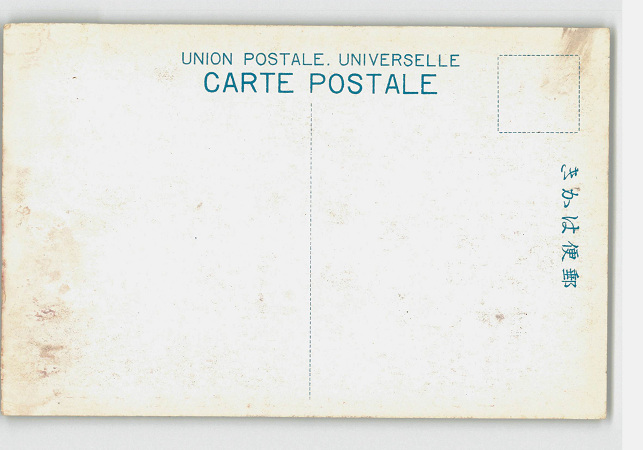 UNION POSTALE. UNIVERSELLE
CARTE POSTALE
郵便はかき